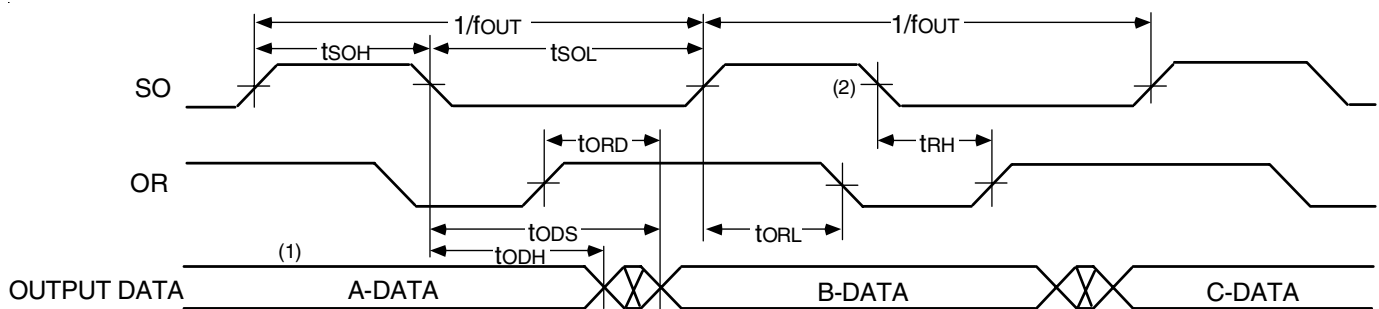 1/fOUT 1/fOUT
tSOH tSOL
SO (2)
tORD tRH
OR
tODS tORL
(1) tODH
OUTPUT DATA A-DATA B-DATA C-DATA